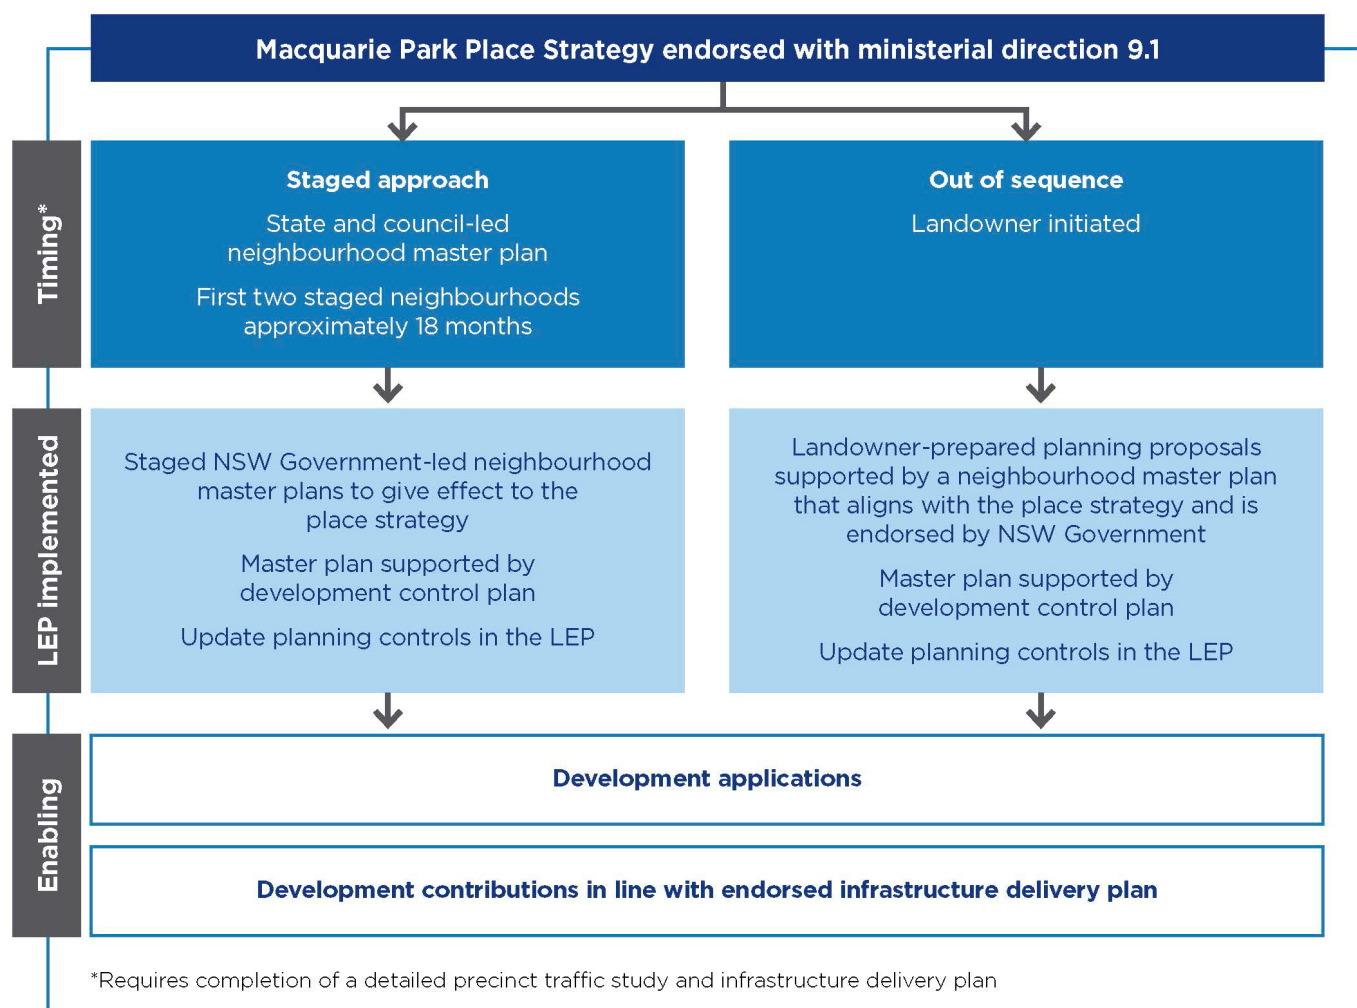 Macquarie Park Place Strategy endorsed with ministerial direction 9.1
Timing*
Staged approach
State and council-led
neighbourhood master plan
First two staged neighbourhoods
approximately 18 months
Out of sequence
Landowner initiated
LEP implemented
Staged NSW Government-led neighbourhood
master plans to give effect to the
place strategy
Master plan supported by
development control plan
Update planning controls in the LEP
Landowner-prepared planning proposals
supported by a neighbourhood master plan
that aligns with the place strategy and is
endorsed by NSW Government
Master plan supported by
development control plan
Update planning controls in the LEP
Enabling
Development applications
Development contributions in line with endorsed infrastructure delivery plan
*Requires completion of a detailed precinct traffic study and infrastructure delivery plan